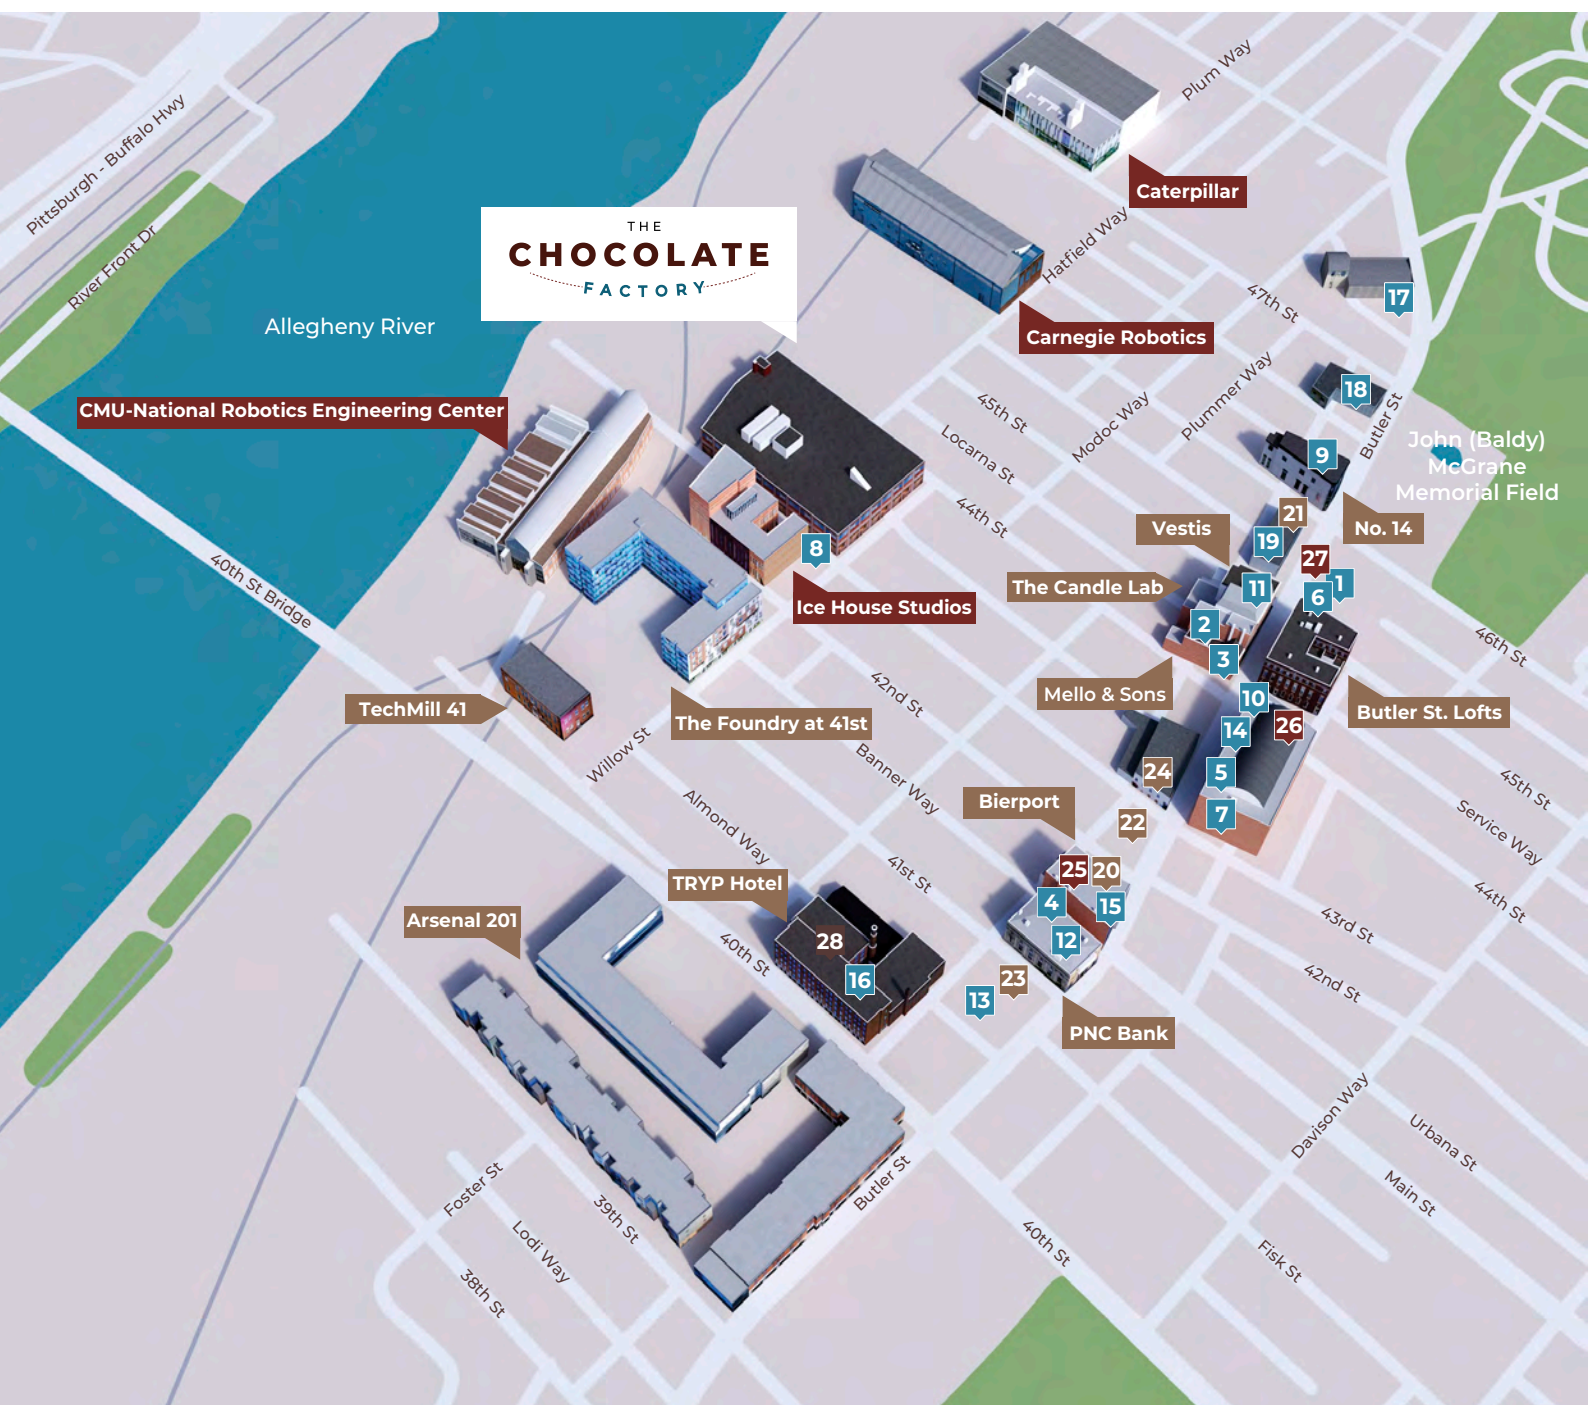 Plum Way
Pittsburgh - Buffalo Hwy
Caterpillar
THE
CHOCOLATE
FACTORY
River Front Dr
Hatfield Way
Allegheny River
47th St
17
Carnegie Robotics
CMU-National Robotics Engineering Center
45th St
Locarna St
Modoc Way
Plummer Way
18
Butler St
John (Baldy)
McGrane
Memorial Field
9
44th St
21
Vestis
No. 14
19
8
27
40th St Bridge
The Candle Lab
11
1
6
Ice House Studios
2
46th St
3
42nd St
Mello & Sons
10
TechMill 41
The Foundry at 41st
Butler St. Lofts
14
26
Willow St
Banner Way
24
5
45th St
Bierport
22
7
Almond Way
Service Way
41st St
25
20
TRYP Hotel
4
15
44th St
Arsenal 201
43rd St
40th St
28
12
16
23
13
42nd St
PNC Bank
Davison Way
Urbana St
Butler St
Foster St
Main St
39th St
Lodi Way
40th St
Fisk St
38th St